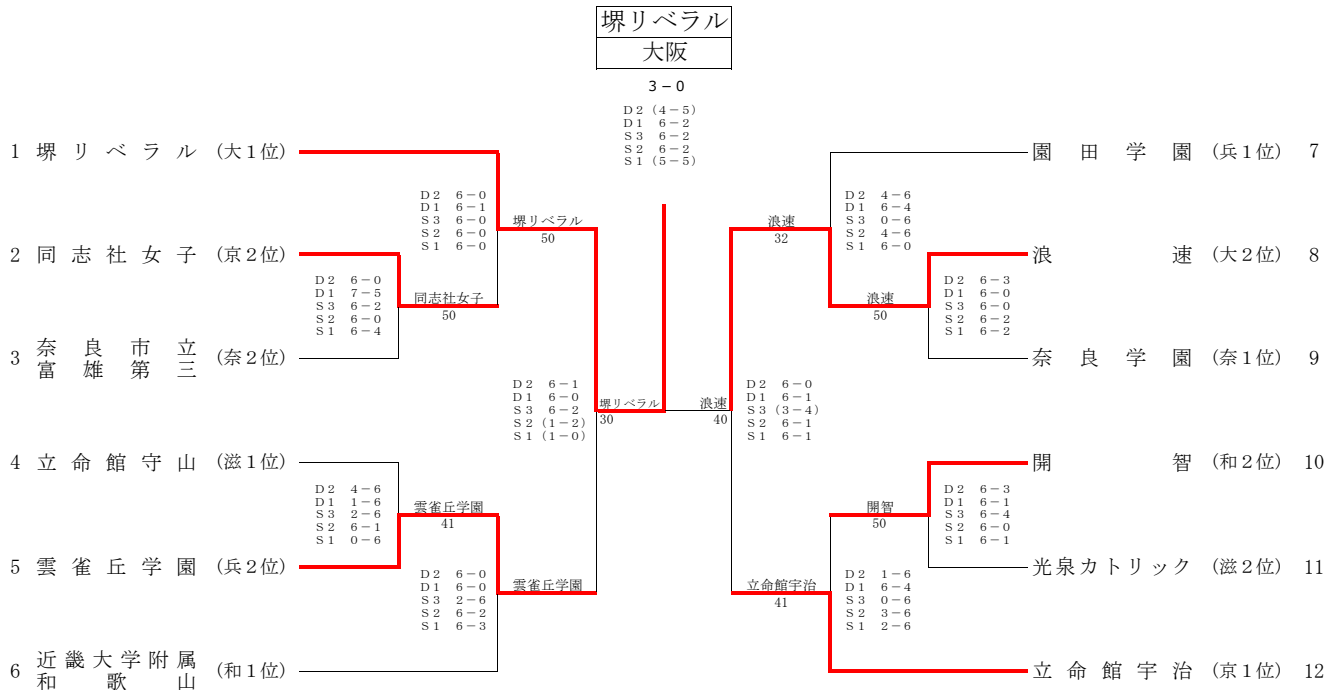 堺リベラル
大阪
3－0
D2 (4－5)
D1 6－2
S3 6－2
S2 6－2
S1 (5－5)
1 堺リベラル (大1位)
2 同志社女子 (京2位)
3 奈良市立富雄第三 (奈2位)
4 立命館守山 (滋1位)
5 雲雀丘学園 (兵2位)
6 近畿大学附属和歌山 (和1位)
D2 6－0
D1 6－1
S3 6－0
S2 6－0
S1 6－0
堺リベラル
50
D2 6－0
D1 7－5
S3 6－2
S2 6－0
S1 6－4
同志社女子
50
D2 6－1
D1 6－0
S3 6－2
S2 (1－2)
S1 (1－0)
堺リベラル
30
D2 4－6
D1 1－6
S3 2－6
S2 6－1
S1 0－6
雲雀丘学園
41
D2 6－0
D1 6－0
S3 2－6
S2 6－2
S1 6－3
雲雀丘学園
園田学園 (兵1位) 7
浪速 (大2位) 8
奈良学園 (奈1位) 9
開智 (和2位) 10
光泉カトリック (滋2位) 11
立命館宇治 (京1位) 12
浪速
32
D2 4－6
D1 6－4
S3 0－6
S2 4－6
S1 6－0
浪速
50
D2 6－3
D1 6－0
S3 6－0
S2 6－2
S1 6－2
浪速
40
D2 6－0
D1 6－1
S3 (3－4)
S2 6－1
S1 6－1
開智
50
D2 6－3
D1 6－1
S3 6－4
S2 6－0
S1 6－1
立命館宇治
41
D2 1－6
D1 6－4
S3 0－6
S2 3－6
S1 2－6